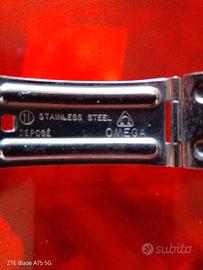 11 STAINLESS STEEL
DEPOSÉ OMEGA
ZTE Blade A75 5G
subito